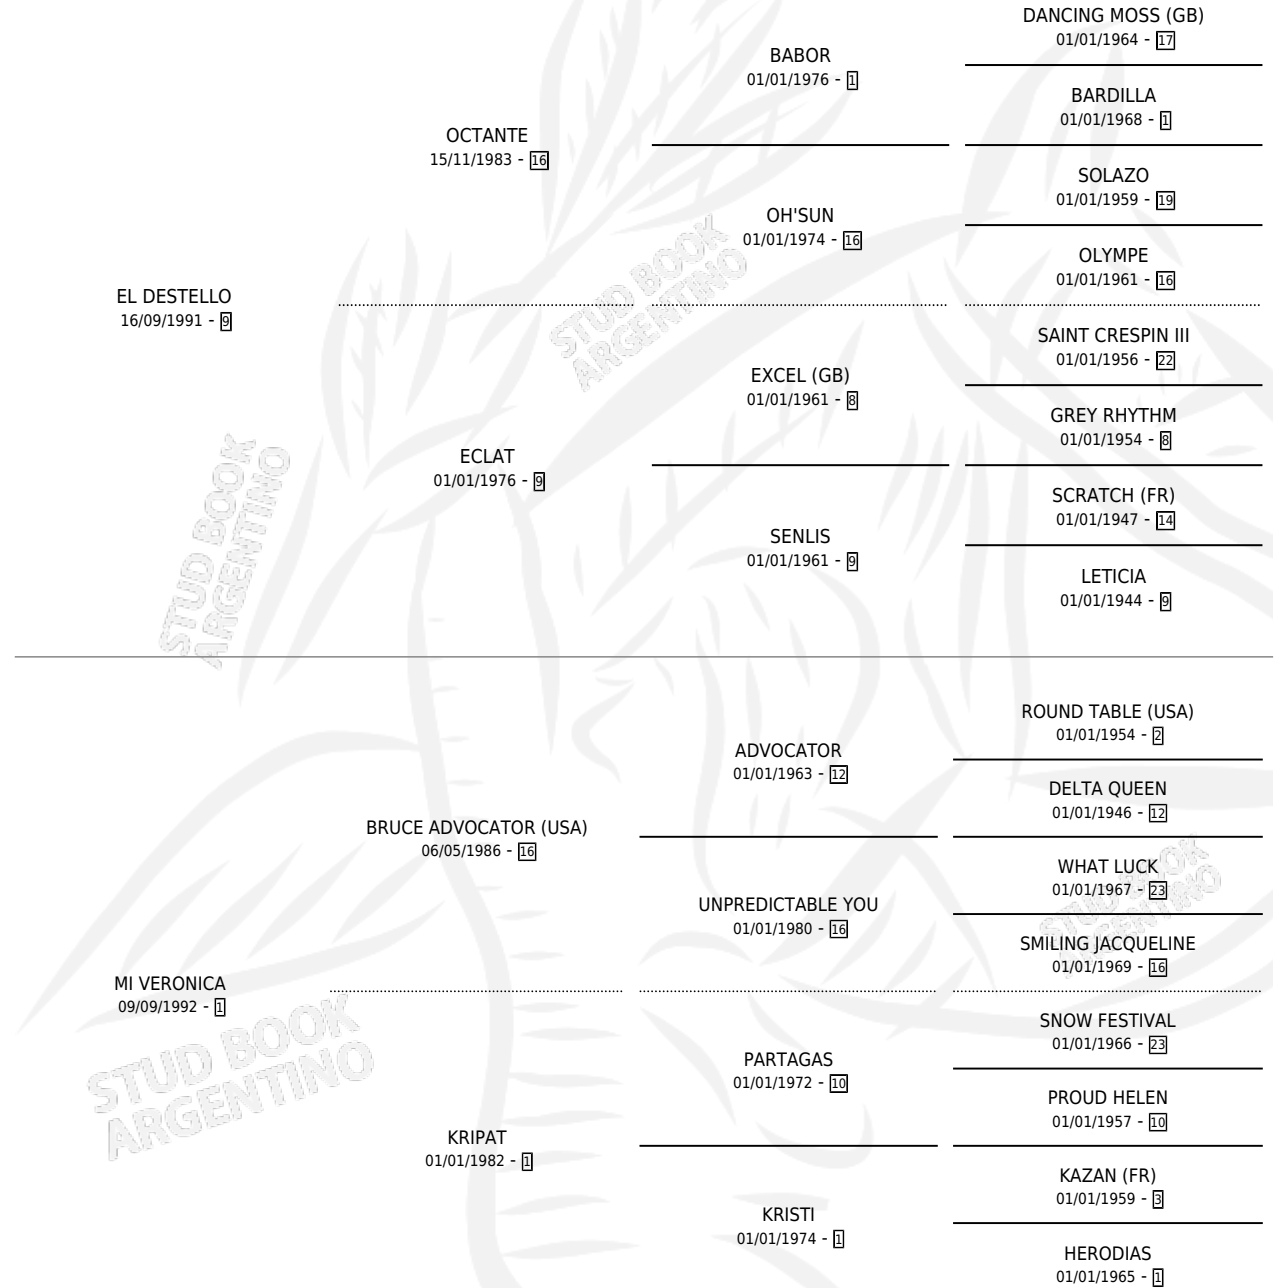 DANCING MOSS (GB)
01/01/1964 - 17
BABOR
01/01/1976 - 1
BARDILLA
01/01/1968 - 1
OCTANTE
15/11/1983 - 16
SOLAZO
01/01/1959 - 19
OH'SUN
01/01/1974 - 16
OLYMPE
01/01/1961 - 16
EL DESTELLO
16/09/1991 - 9
SAINT CRESPIN III
01/01/1956 - 22
EXCEL (GB)
01/01/1961 - 8
GREY RHYTHM
01/01/1954 - 8
ECLAT
01/01/1976 - 9
SCRATCH (FR)
01/01/1947 - 14
SENLIS
01/01/1961 - 9
LETICIA
01/01/1944 - 9
STUD BOOK
ARGENTINO
STUD BOOK
ARGENTINO
ROUND TABLE (USA)
01/01/1954 - 2
ADVOCATOR
01/01/1963 - 12
DELTA QUEEN
01/01/1946 - 12
BRUCE ADVOCATOR (USA)
06/05/1986 - 16
WHAT LUCK
01/01/1967 - 23
UNPREDICTABLE YOU
01/01/1980 - 16
SMILING JACQUELINE
01/01/1969 - 16
MI VERONICA
09/09/1992 - 1
SNOW FESTIVAL
01/01/1966 - 23
PARTAGAS
01/01/1972 - 10
PROUD HELEN
01/01/1957 - 10
KRIPAT
01/01/1982 - 1
KAZAN (FR)
01/01/1959 - 3
KRISTI
01/01/1974 - 1
HERODIAS
01/01/1965 - 1
STUD BOOK
ARGENTINO
STUD BOOK
ARGENTINO